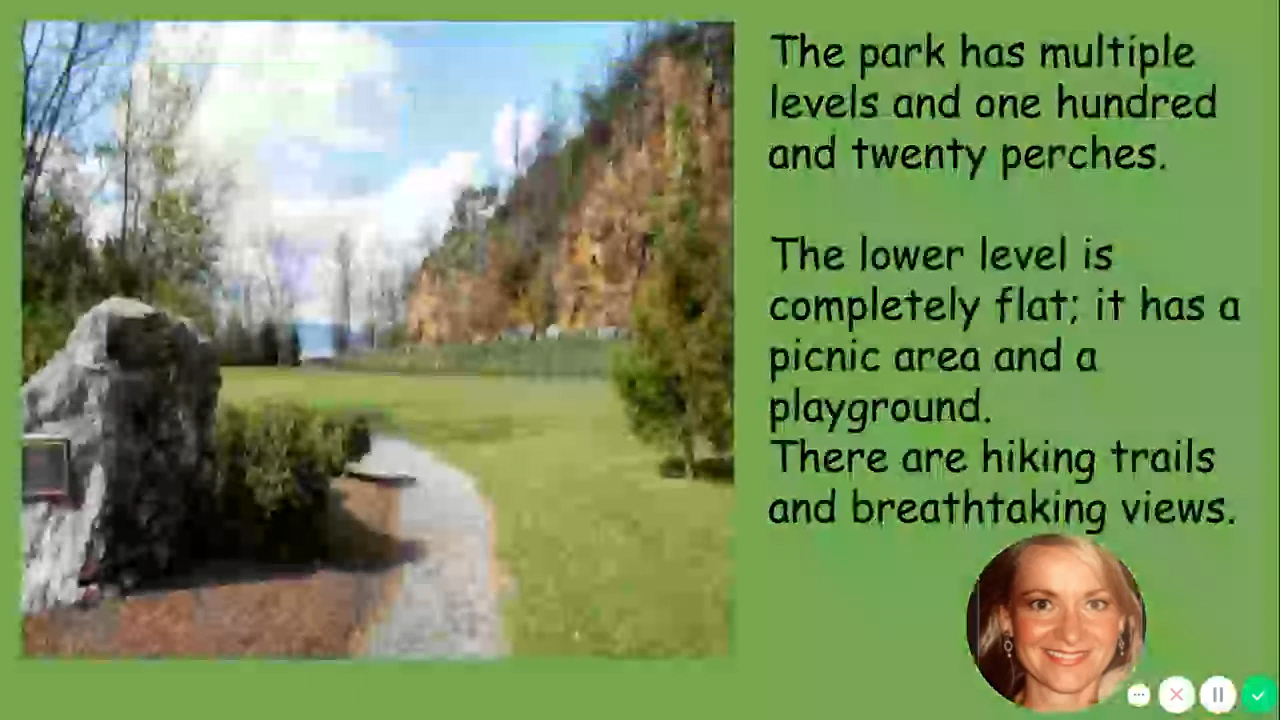 The park has multiple
levels and one hundred
and twenty perches.
The lower level is
completely flat; it has a
picnic area and a
playground.
There are hiking trails
and breathtaking views.